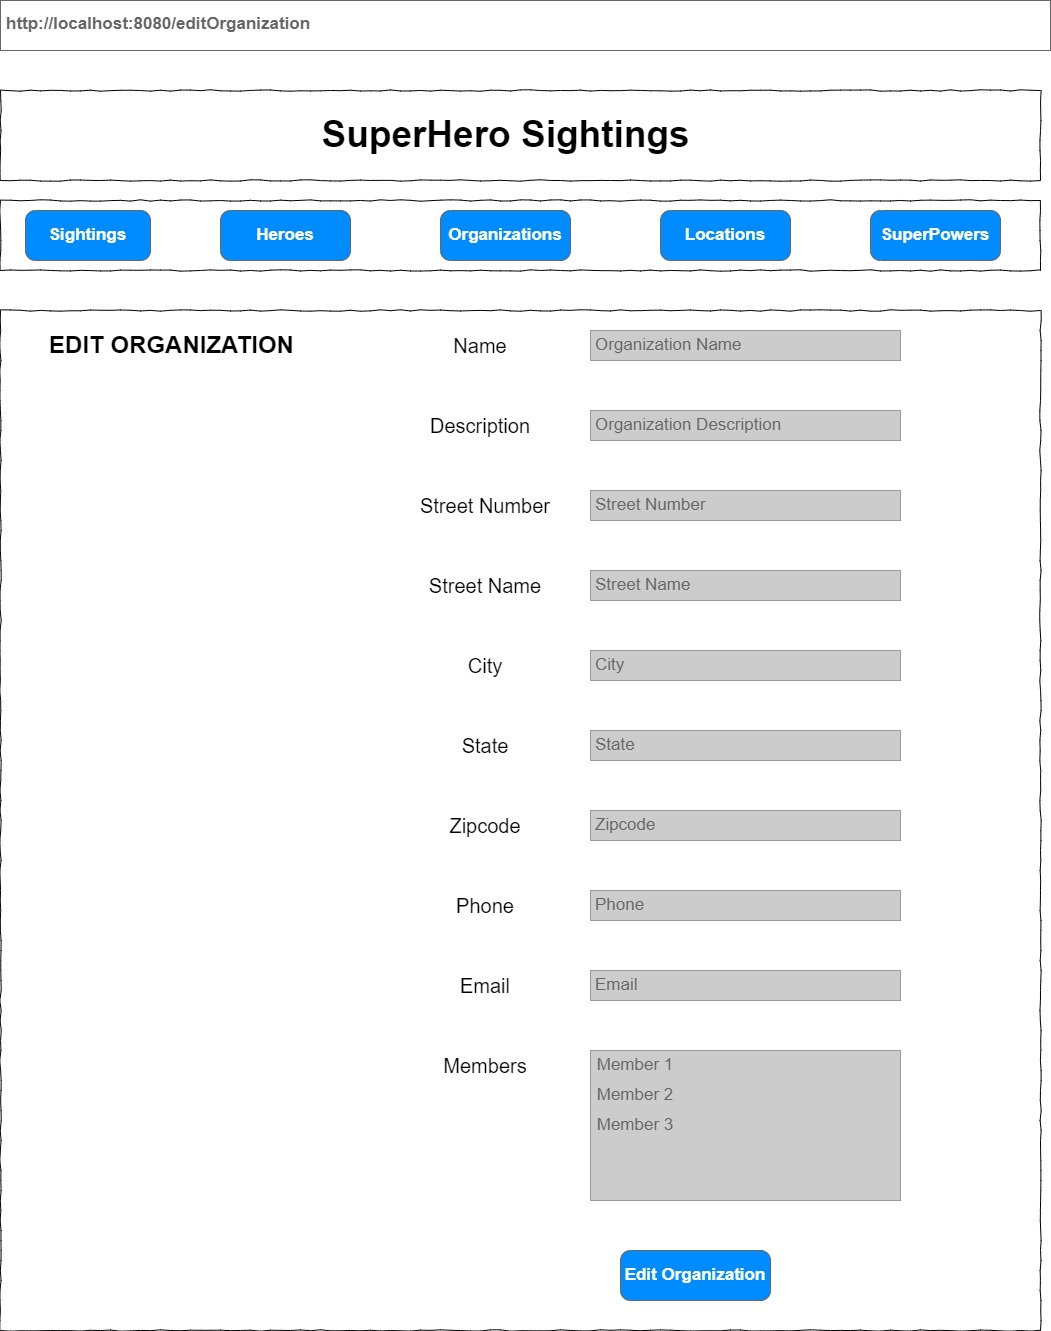 http://localhost:8080/editOrganization
SuperHero Sightings
Sightings Heroes Organizations Locations SuperPowers
EDIT ORGANIZATION
Name Organization Name
Description Organization Description
Street Number Street Number
Street Name Street Name
City City
State State
Zipcode Zipcode
Phone Phone
Email Email
Members Member 1
Member 2
Member 3
Edit Organization